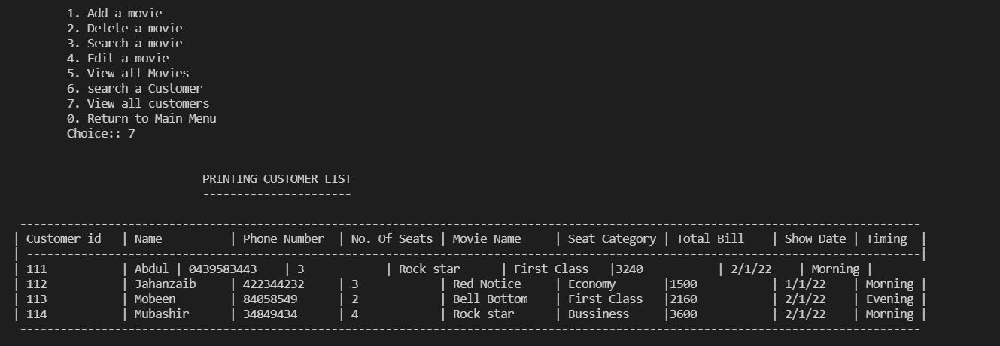 1. Add a movie
2. Delete a movie
3. Search a movie
4. Edit a movie
5. View all Movies
6. search a Customer
7. View all customers
0. Return to Main Menu
Choice:: 7
PRINTING CUSTOMER LIST
----------------------
-------------------------------------------------------------------------------------------------------------------------------------
| Customer id   | Name          | Phone Number  | No. Of Seats | Movie Name     | Seat Category | Total Bill    | Show Date | Timing  |
| ------------------------------------------------------------------------------------------------------------------------------------|
| 111           | Abdul | 0439583443    | 3            | Rock star      | First Class   |3240           | 2/1/22    | Morning |
| 112           | Jahanzaib     | 422344232     | 3            | Red Notice     | Economy       |1500           | 1/1/22    | Morning |
| 113           | Mobeen        | 84058549      | 2            | Bell Bottom    | First Class   |2160           | 2/1/22    | Evening |
| 114           | Mubashir      | 34849434      | 4            | Rock star      | Bussiness     |3600           | 2/1/22    | Morning |
-------------------------------------------------------------------------------------------------------------------------------------